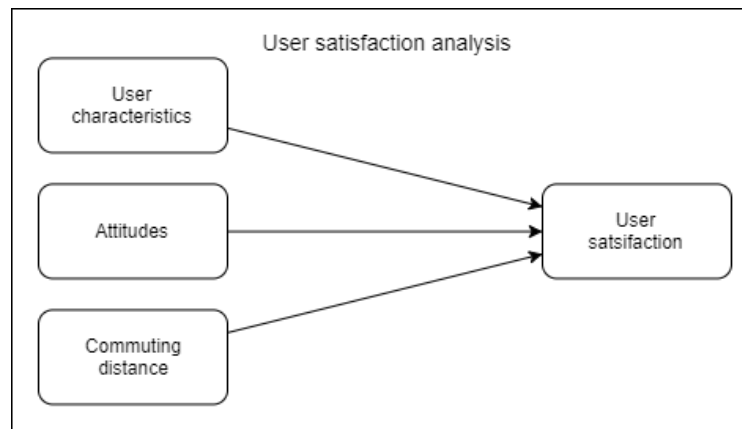 User satisfaction analysis
User
characteristics
Attitudes
User
satsifaction
Commuting
distance